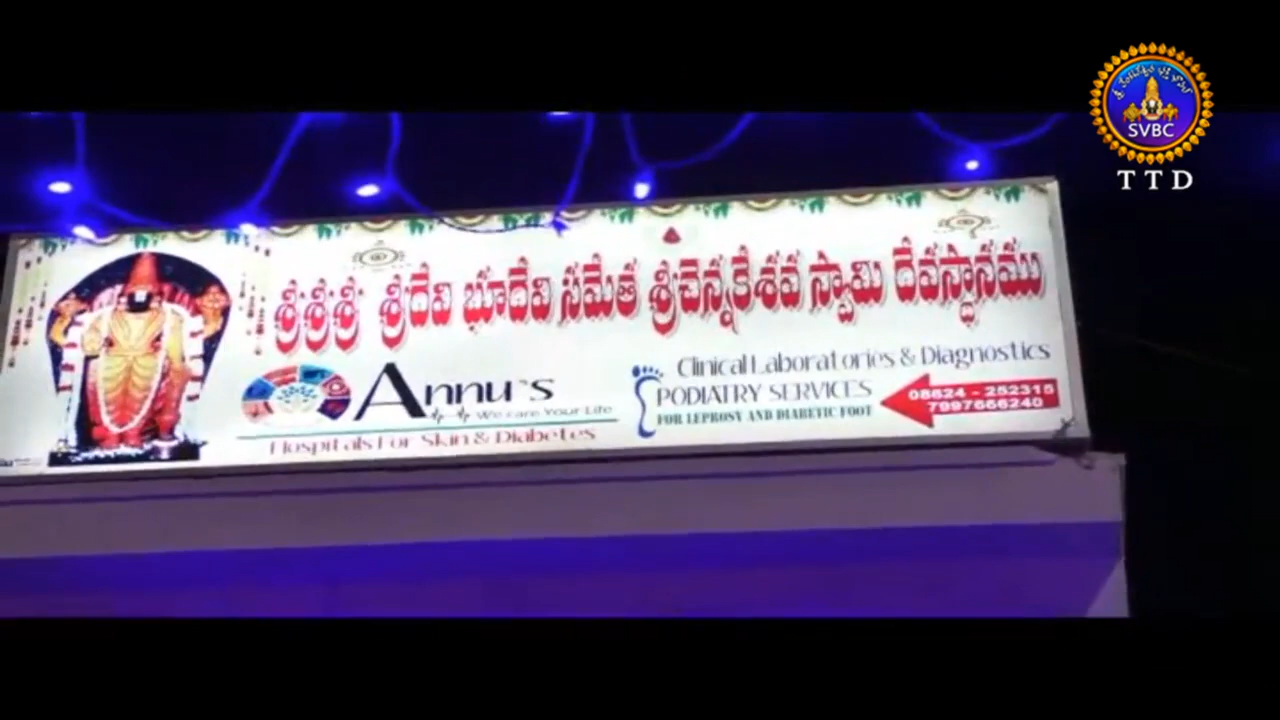 SVBC
TTD
శ్రీశ్రీశ్రీ శ్రీదేవి భూదేవి సమేత శ్రీచెన్నకేశవ స్వామి దేవస్థానము
Annu's
We care Your Life
Hospitals For Skin & Diabetes
Clinical Laboratories & Diagnostics
PODIATRY SERVICES
FOR LEPROSY AND DIABETIC FOOT
08624 - 252315
7997666240